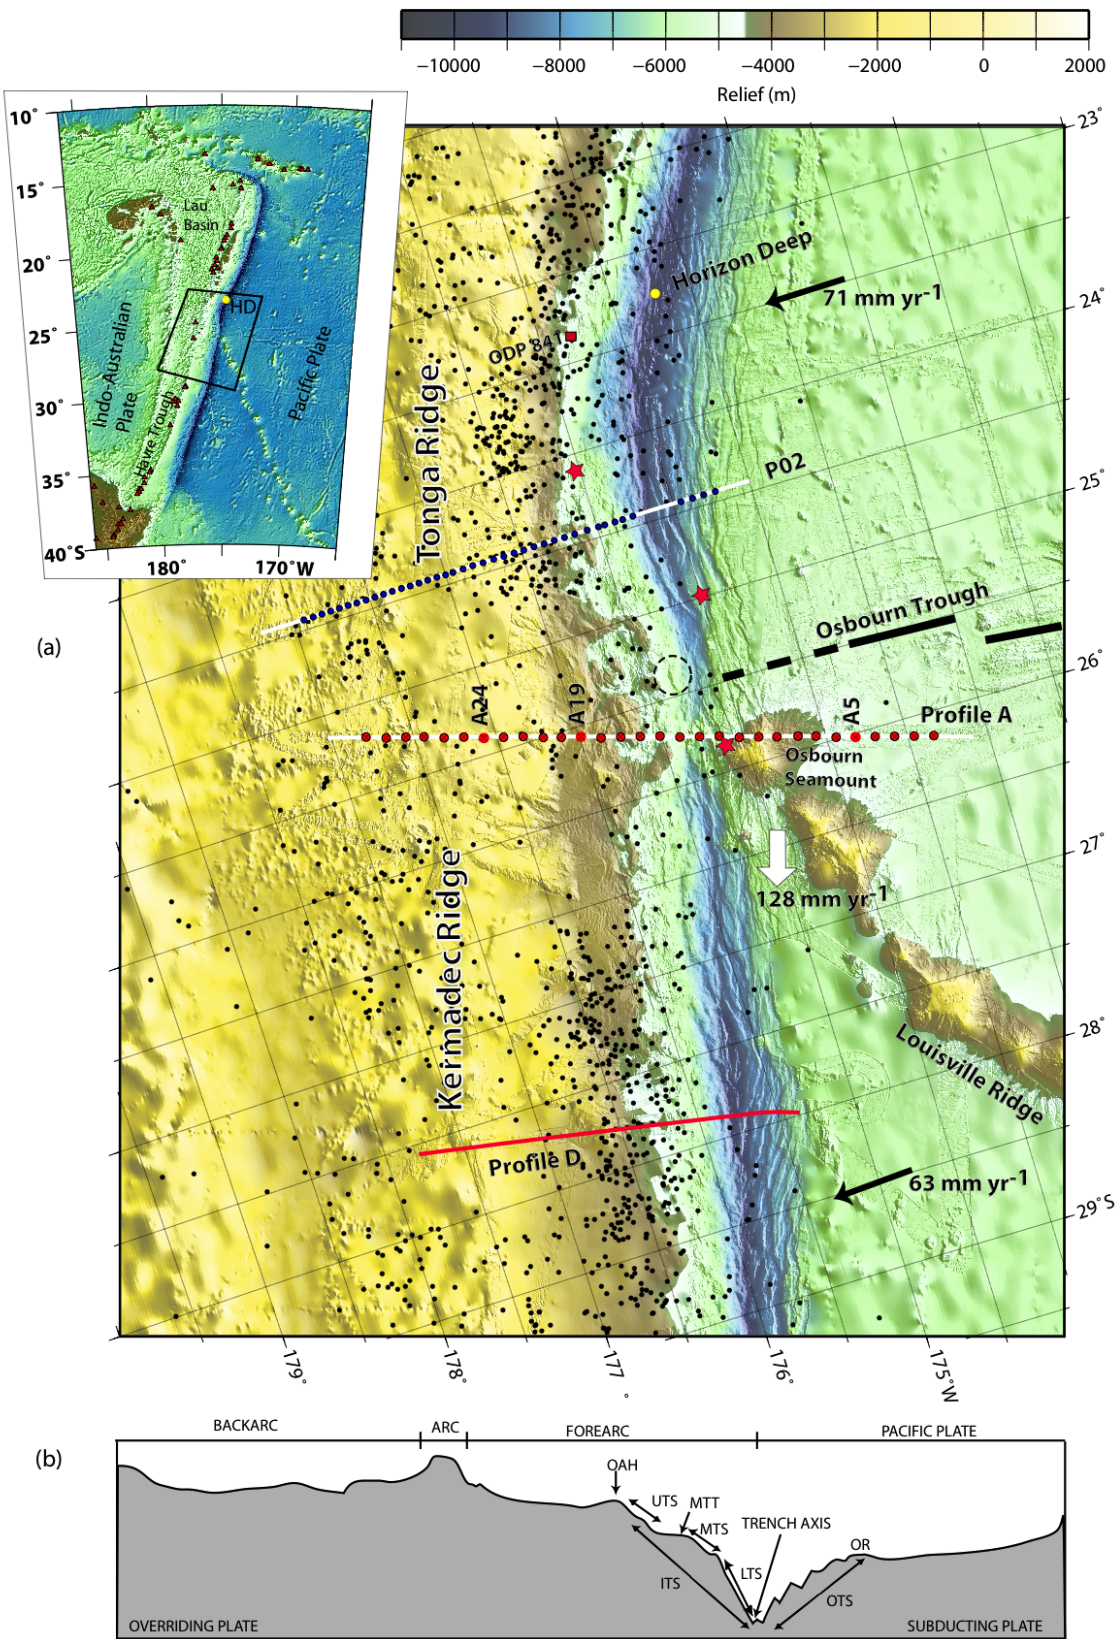 −10000 −8000 −6000 −4000 −2000 0 2000
Relief (m)
10°
15°
20°
25°
30°
35°
40°S
180° 170°W
Lau
Basin
HD
Indo-Australian
Plate
Pacific Plate
Havre Trough
23°
24°
25°
26°
27°
28°
29°S
Horizon Deep
71 mm yr-1
ODP 841
Tonga Ridge
P02
Osbourn Trough
(a)
A24
A19
A5
Profile A
Osbourn
Seamount
128 mm yr-1
Kermadec Ridge
Louisville Ridge
Profile D
63 mm yr-1
179°
178°
177°
176°
175°W
(b)
BACKARC
ARC
FOREARC
PACIFIC PLATE
OAH
UTS
MTT
MTS
TRENCH AXIS
OR
LTS
ITS
OTS
OVERRIDING PLATE
SUBDUCTING PLATE